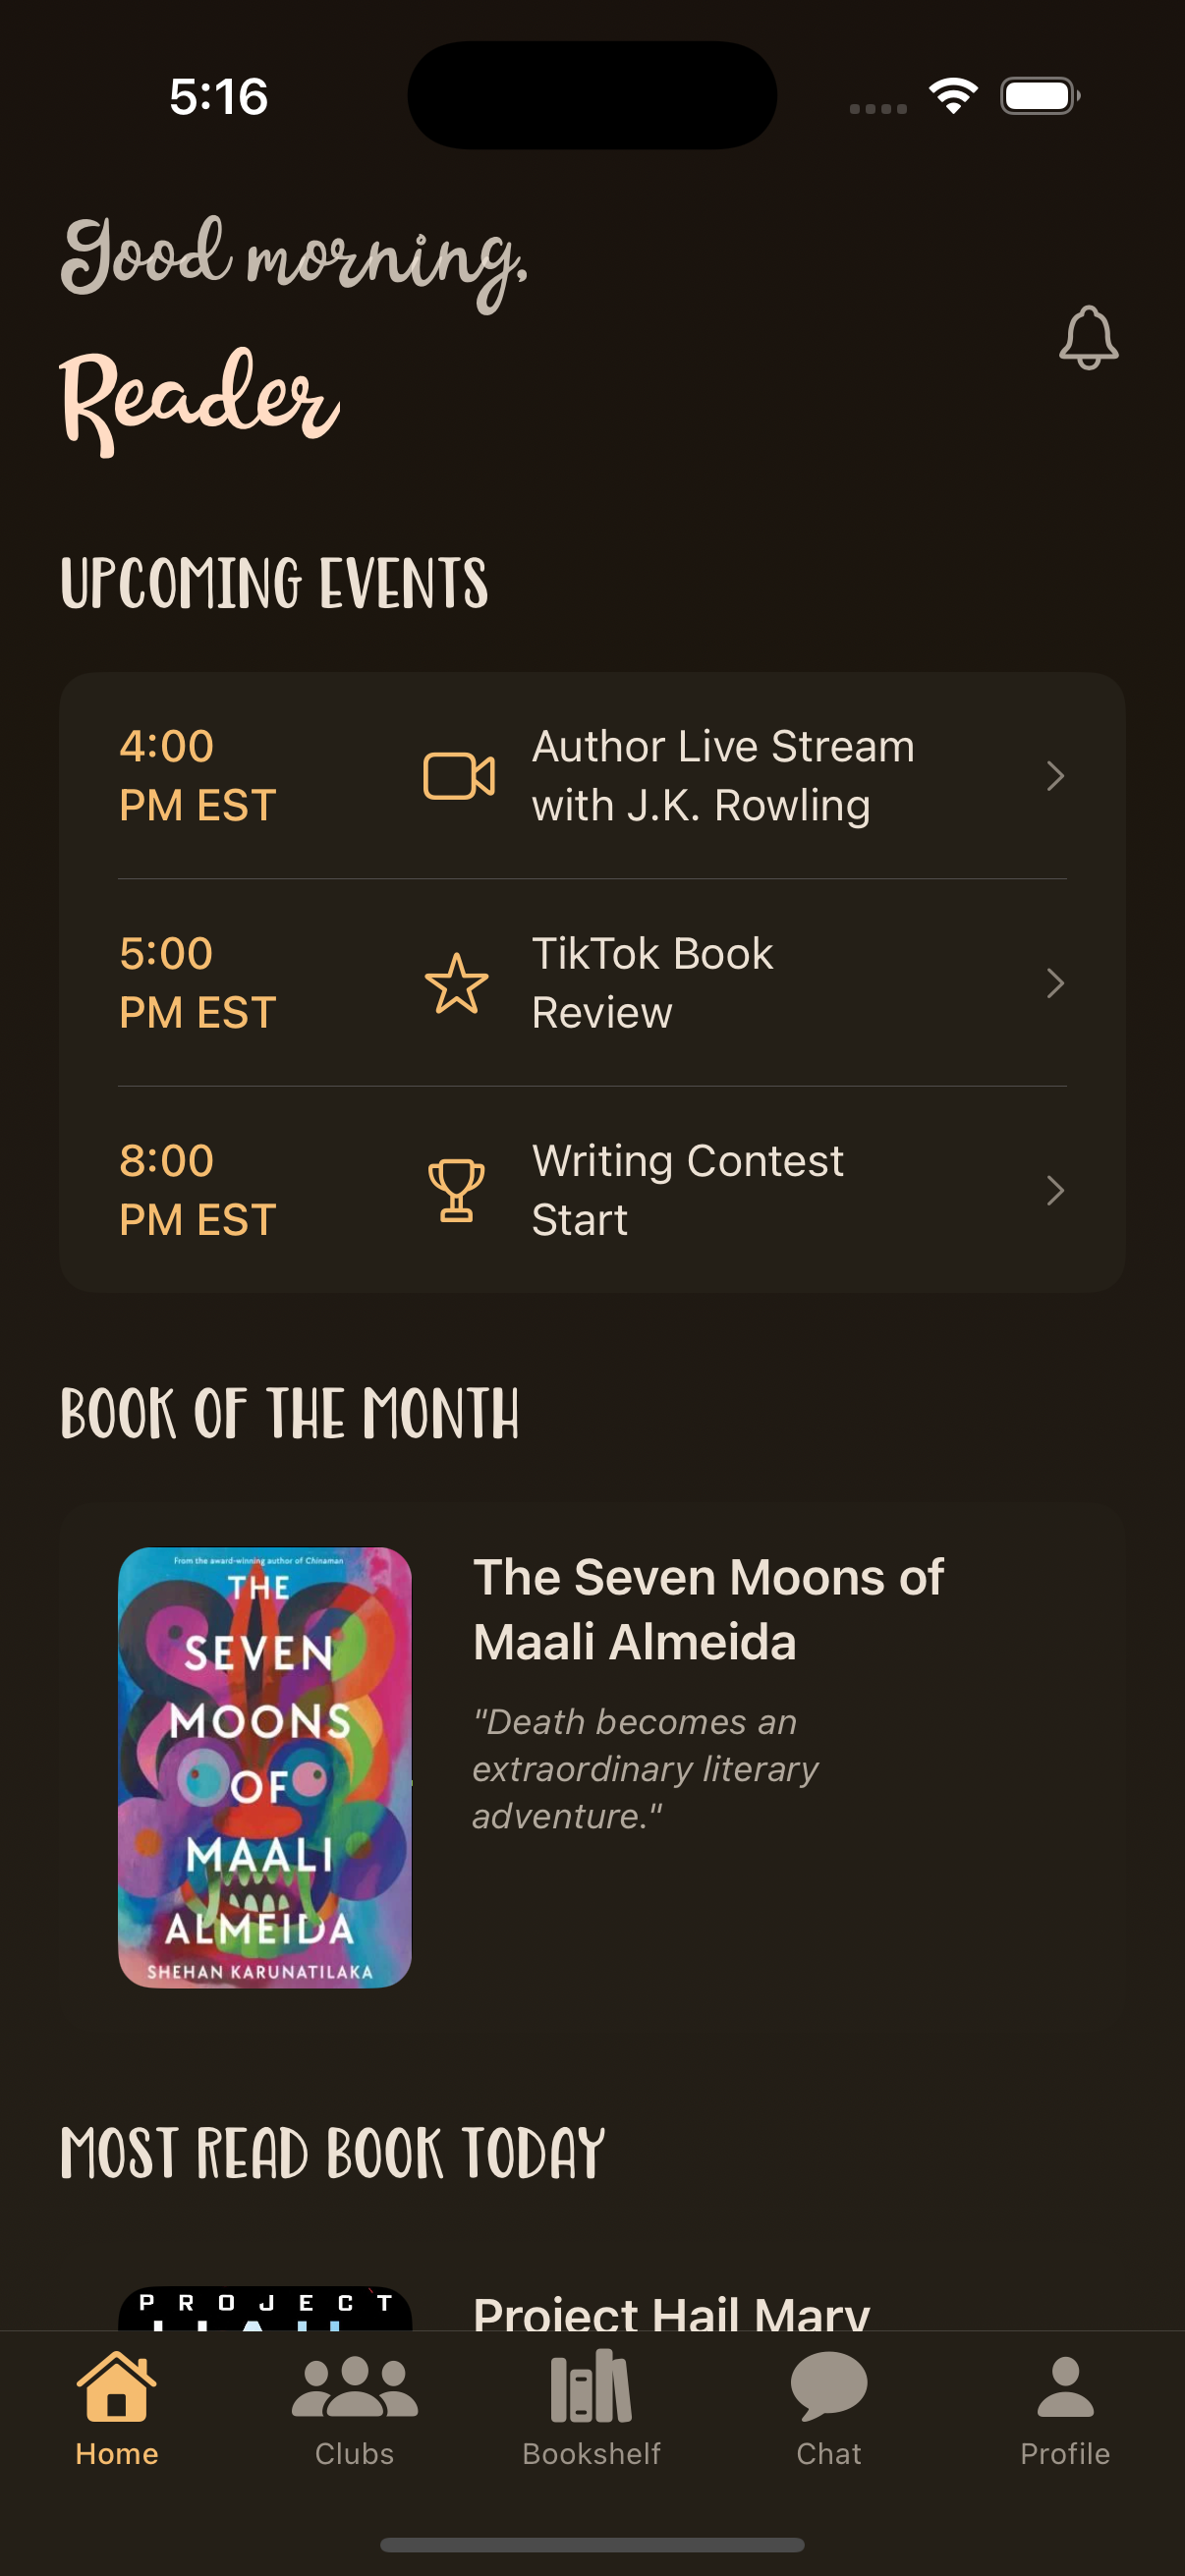 5:16
Good morning,
Reader
UPCOMING EVENTS
4:00
PM EST
Author Live Stream
with J.K. Rowling
5:00
PM EST
TikTok Book
Review
8:00
PM EST
Writing Contest
Start
BOOK OF THE MONTH
From the award-winning author of Chinaman
THE
SEVEN
MOONS
OF
MAALI
ALMEIDA
SHEHAN KARUNATILAKA
The Seven Moons of
Maali Almeida
"Death becomes an
extraordinary literary
adventure."
MOST READ BOOK TODAY
PROJECT
HAIL
Project Hail Mary
Home
Clubs
Bookshelf
Chat
Profile